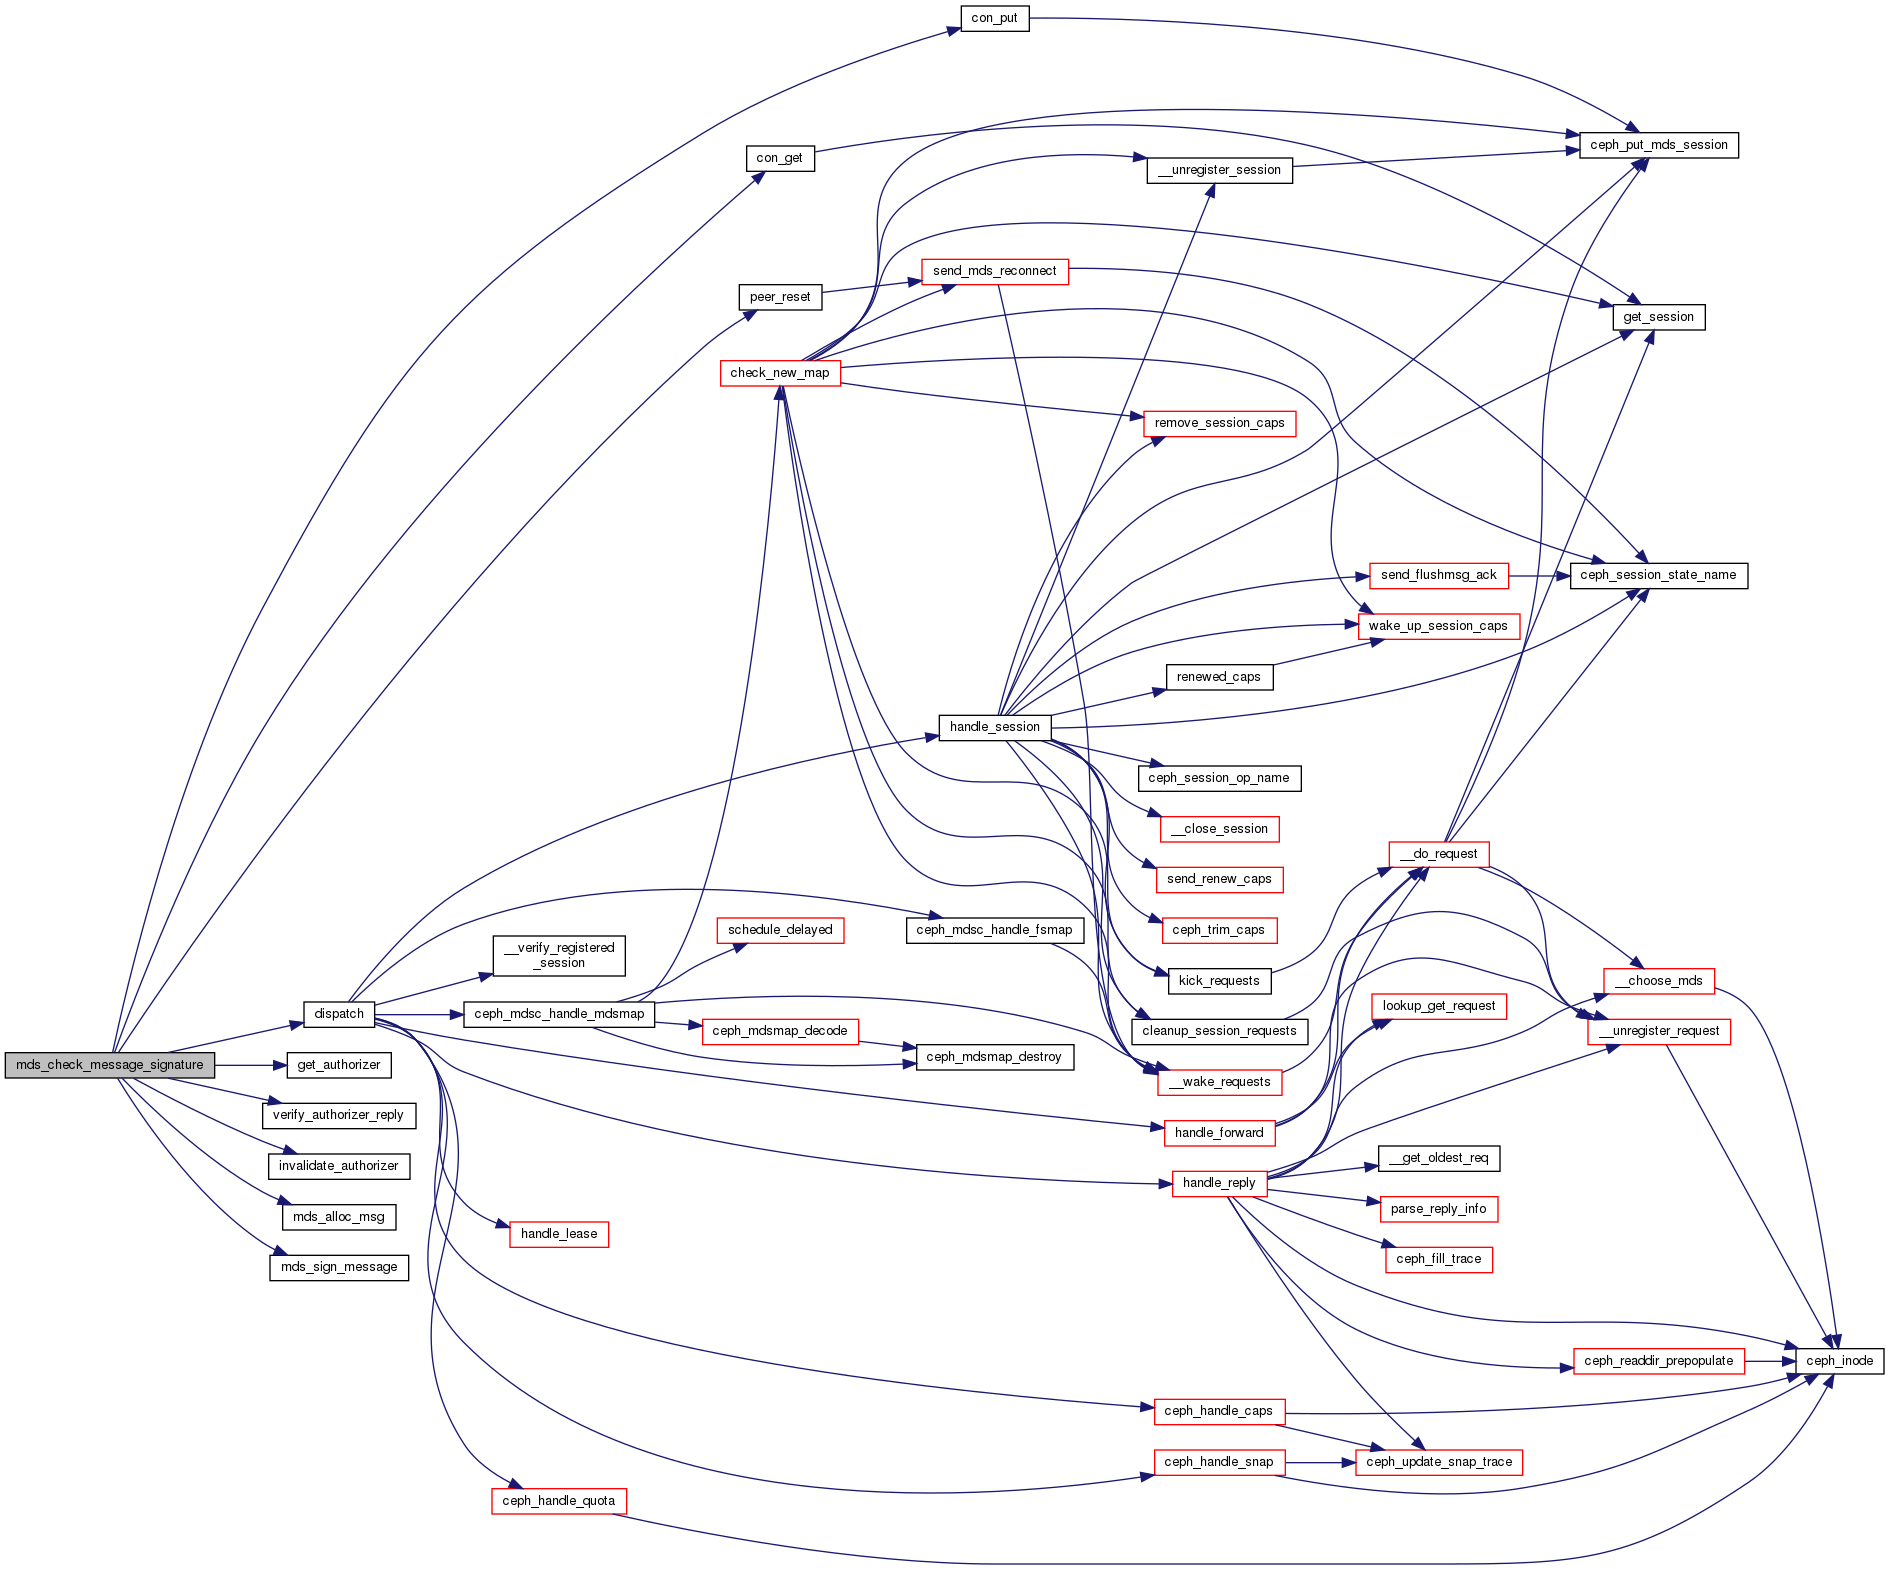 con_put
ceph_put_mds_session
con_get
__unregister_session
send_mds_reconnect
peer_reset
get_session
check_new_map
remove_session_caps
send_flushmsg_ack
ceph_session_state_name
wake_up_session_caps
renewed_caps
handle_session
ceph_session_op_name
__close_session
__do_request
send_renew_caps
schedule_delayed
ceph_mdsc_handle_fsmap
ceph_trim_caps
__verify_registered
_session
kick_requests
__choose_mds
lookup_get_request
dispatch
ceph_mdsc_handle_mdsmap
ceph_mdsmap_decode
cleanup_session_requests
__unregister_request
mds_check_message_signature
get_authorizer
ceph_mdsmap_destroy
__wake_requests
verify_authorizer_reply
handle_forward
invalidate_authorizer
__get_oldest_req
handle_reply
mds_alloc_msg
parse_reply_info
handle_lease
ceph_fill_trace
mds_sign_message
ceph_readdir_prepopulate
ceph_inode
ceph_handle_caps
ceph_handle_snap
ceph_update_snap_trace
ceph_handle_quota